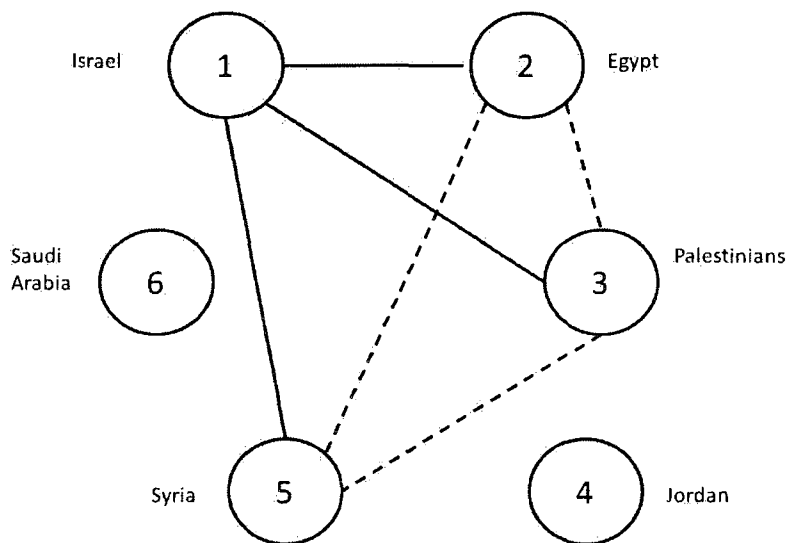 Israel
1
2
Egypt
Saudi
Arabia
6
3
Palestinians
Syria
5
4
Jordan